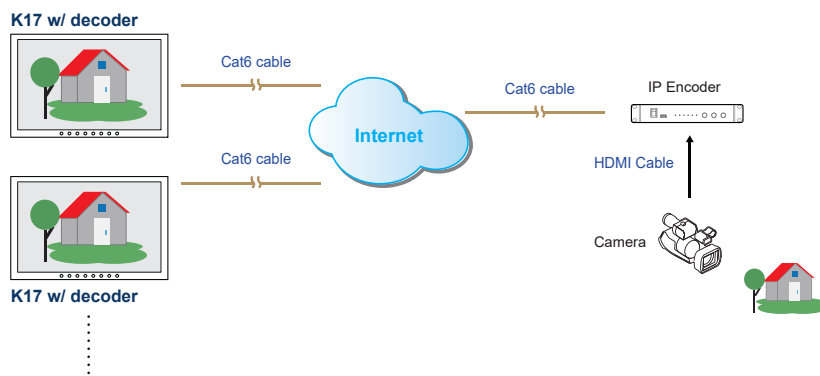 K17 w/ decoder
Cat6 cable
Internet
Cat6 cable
IP Encoder
HDMI Cable
Camera
Cat6 cable
K17 w/ decoder